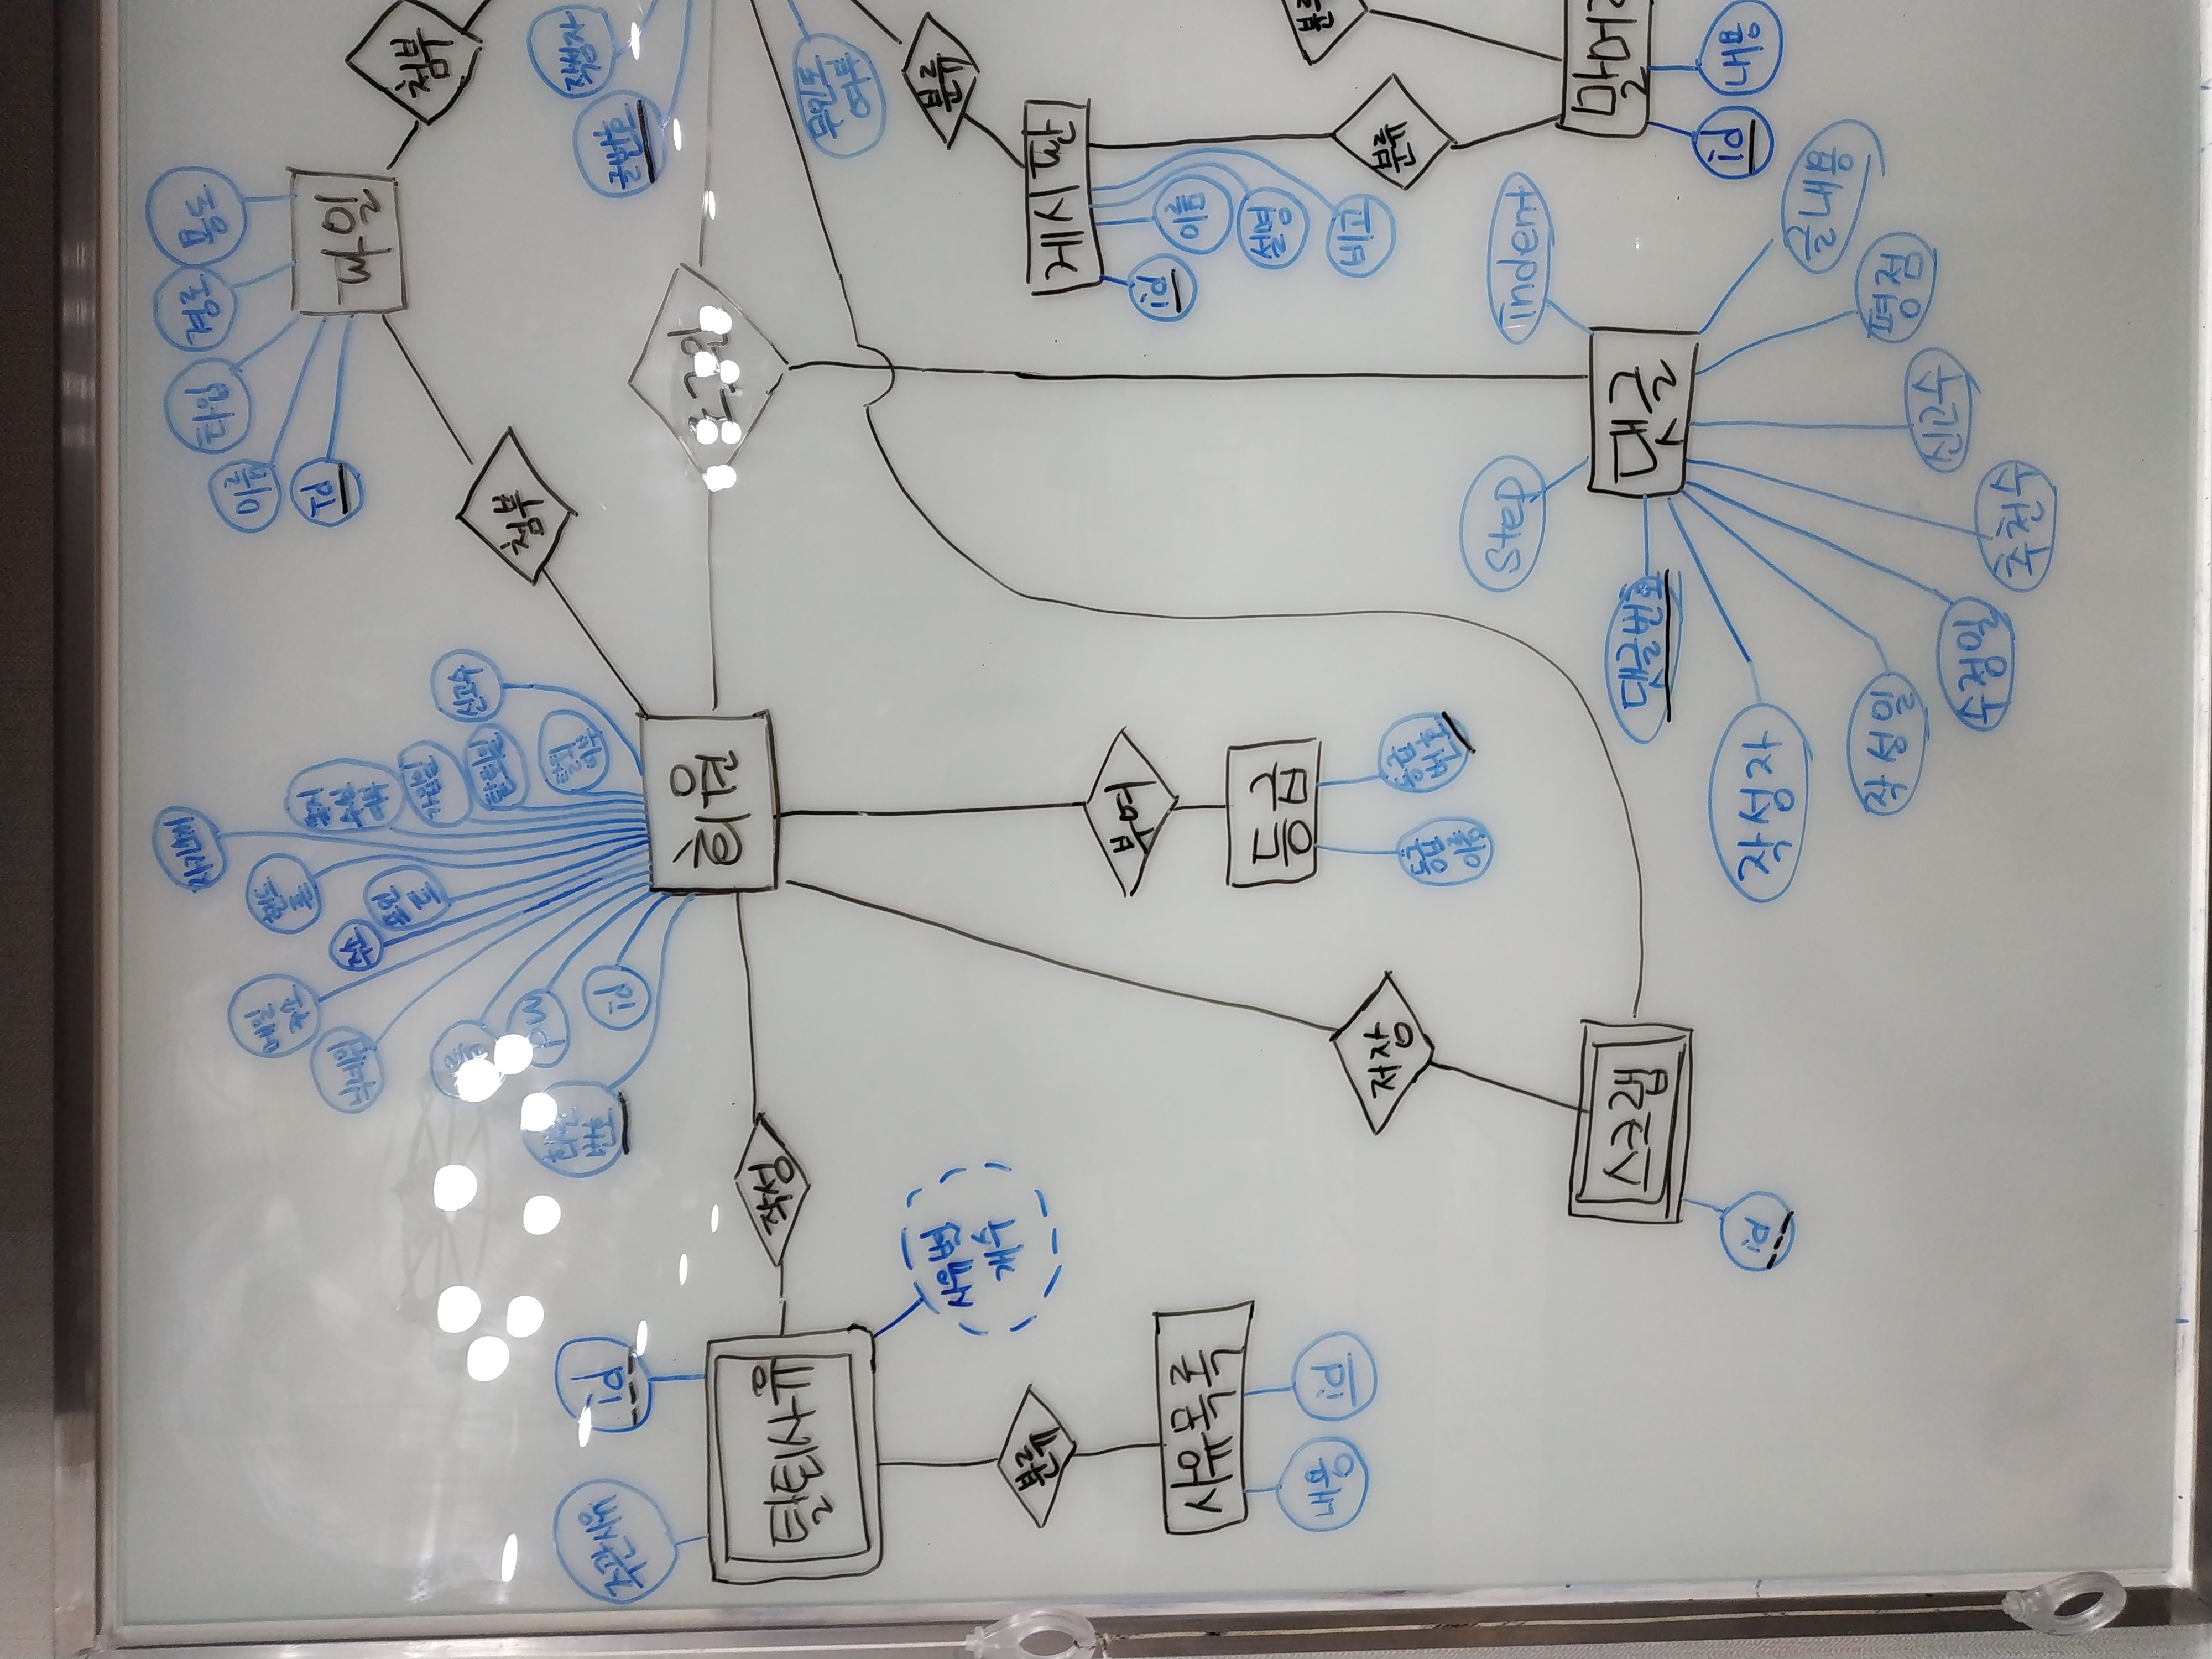 자기소개
메일
주소
핸드
폰
닉네임
주소
포인
트
공지
수신
여부
가입일
탈퇴일
신고수
탈퇴
여부
pw
회원
번호
id
이름
타입
경로
용도
Id
파일
첨부
첨부
주관사유
id
회원
로그인
글번호
작성자
탈퇴사유
작성
무인도
여부
사유별
개수
분류
분류
게시판
id
이름
설명
비고
부여
사유목록
내용
id
등급
등급
이름
등급
번호
저장
분류
Step
indent
스크랩
id
댓글번호
댓글
작성자
작성일
수정일
추천수
신고수
평점
글내용
id
내용